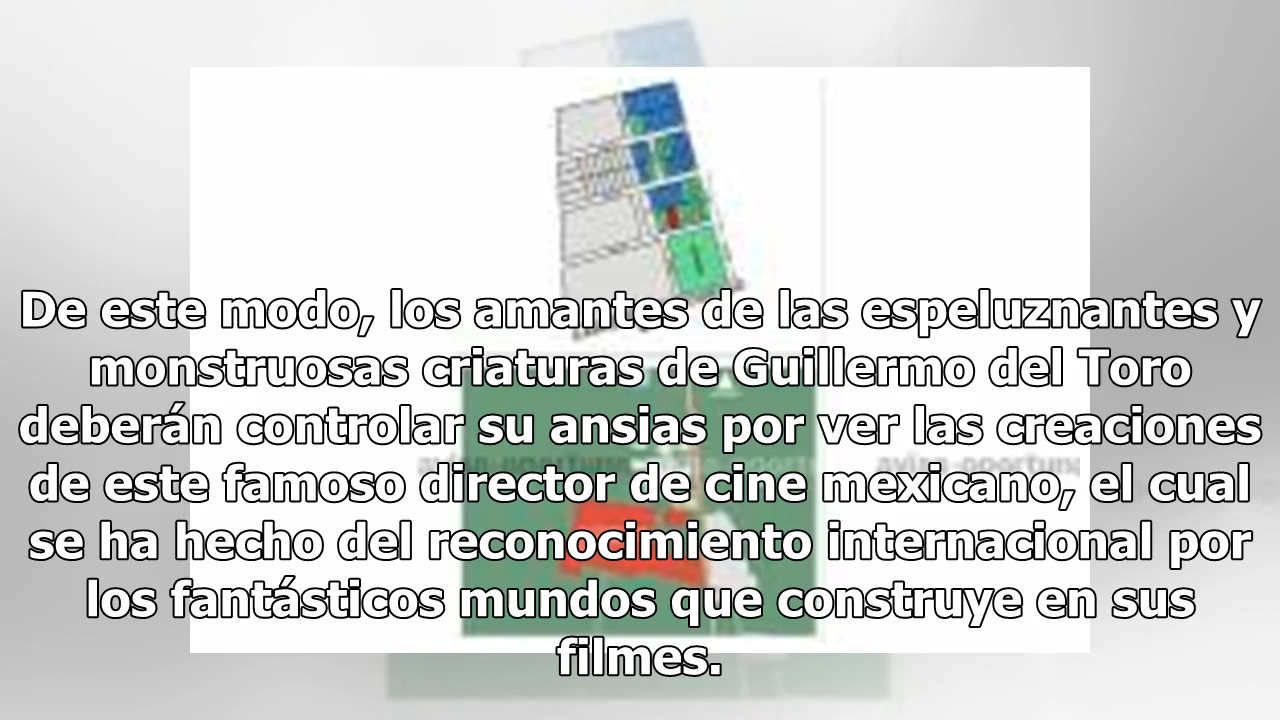 De este modo, los amantes de las espeluznantes y
monstruosas criaturas de Guillermo del Toro
deberán controlar su ansias por ver las creaciones
de este famoso director de cine mexicano, el cual
se ha hecho del reconocimiento internacional por
los fantásticos mundos que construye en sus
filmes.